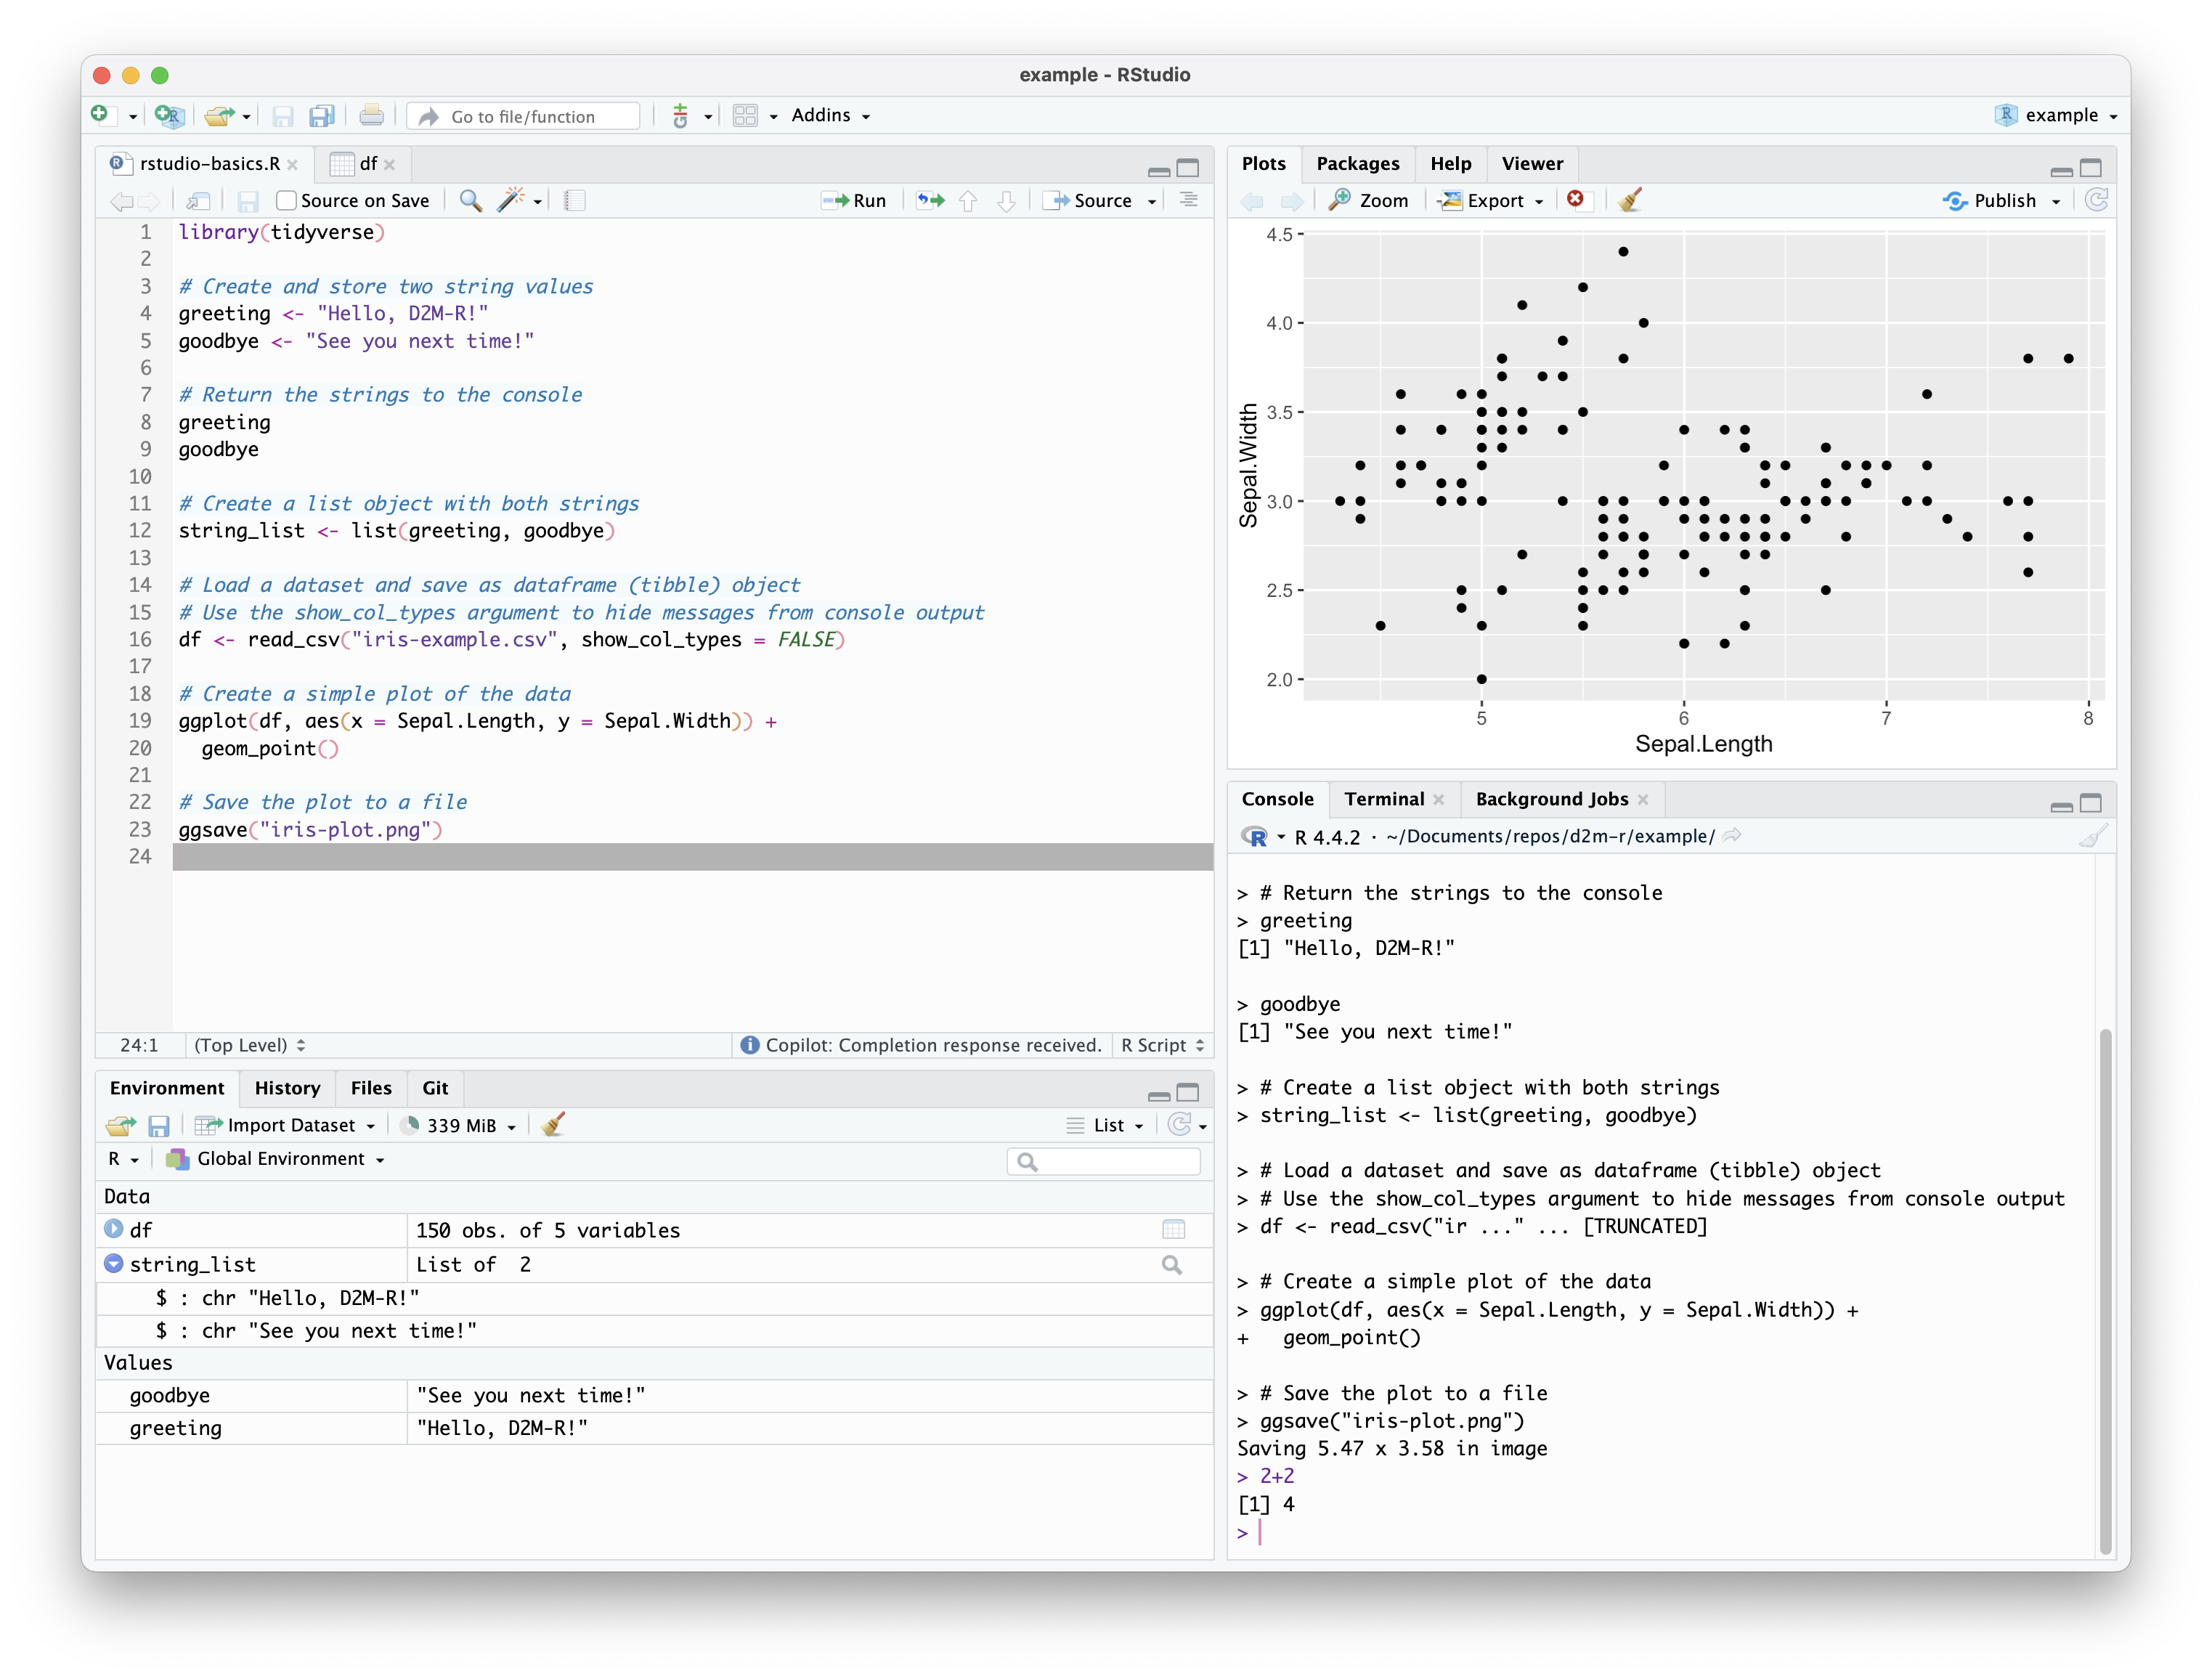 example - RStudio
Go to file/function
Addins
example
rstudio-basics.R
df
Source on Save
Run
Source
1 library(tidyverse)
2
3 # Create and store two string values
4 greeting <- "Hello, D2M-R!"
5 goodbye <- "See you next time!"
6
7 # Return the strings to the console
8 greeting
9 goodbye
10
11 # Create a list object with both strings
12 string_list <- list(greeting, goodbye)
13
14 # Load a dataset and save as dataframe (tibble) object
15 # Use the show_col_types argument to hide messages from console output
16 df <- read_csv("iris-example.csv", show_col_types = FALSE)
17
18 # Create a simple plot of the data
19 ggplot(df, aes(x = Sepal.Length, y = Sepal.Width)) +
20   geom_point()
21
22 # Save the plot to a file
23 ggsave("iris-plot.png")
24
24:1 (Top Level) Copilot: Completion response received. R Script
Environment History Files Git
Import Dataset 339 MiB List
R Global Environment
Data
df 150 obs. of 5 variables
string_list List of  2
$ : chr "Hello, D2M-R!"
$ : chr "See you next time!"
Values
goodbye "See you next time!"
greeting "Hello, D2M-R!"
Plots Packages Help Viewer
Zoom Export Publish
4.5
4.0
3.5
3.0
2.5
2.0
Sepal.Width
5 6 7 8
Sepal.Length
Console Terminal Background Jobs
R R 4.4.2 · ~/Documents/repos/d2m-r/example/
> # Return the strings to the console
> greeting
[1] "Hello, D2M-R!"
> goodbye
[1] "See you next time!"
> # Create a list object with both strings
> string_list <- list(greeting, goodbye)
> # Load a dataset and save as dataframe (tibble) object
> # Use the show_col_types argument to hide messages from console output
> df <- read_csv("ir ..." ... [TRUNCATED]
> # Create a simple plot of the data
> ggplot(df, aes(x = Sepal.Length, y = Sepal.Width)) +
+   geom_point()
> # Save the plot to a file
> ggsave("iris-plot.png")
Saving 5.47 x 3.58 in image
> 2+2
[1] 4
>